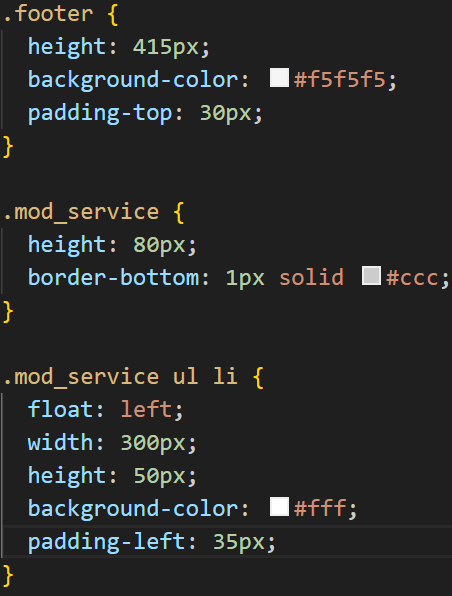 .footer {
  height: 415px;
  background-color: #f5f5f5;
  padding-top: 30px;
}

.mod_service {
  height: 80px;
  border-bottom: 1px solid #ccc;
}

.mod_service ul li {
  float: left;
  width: 300px;
  height: 50px;
  background-color: #fff;
  padding-left: 35px;
}